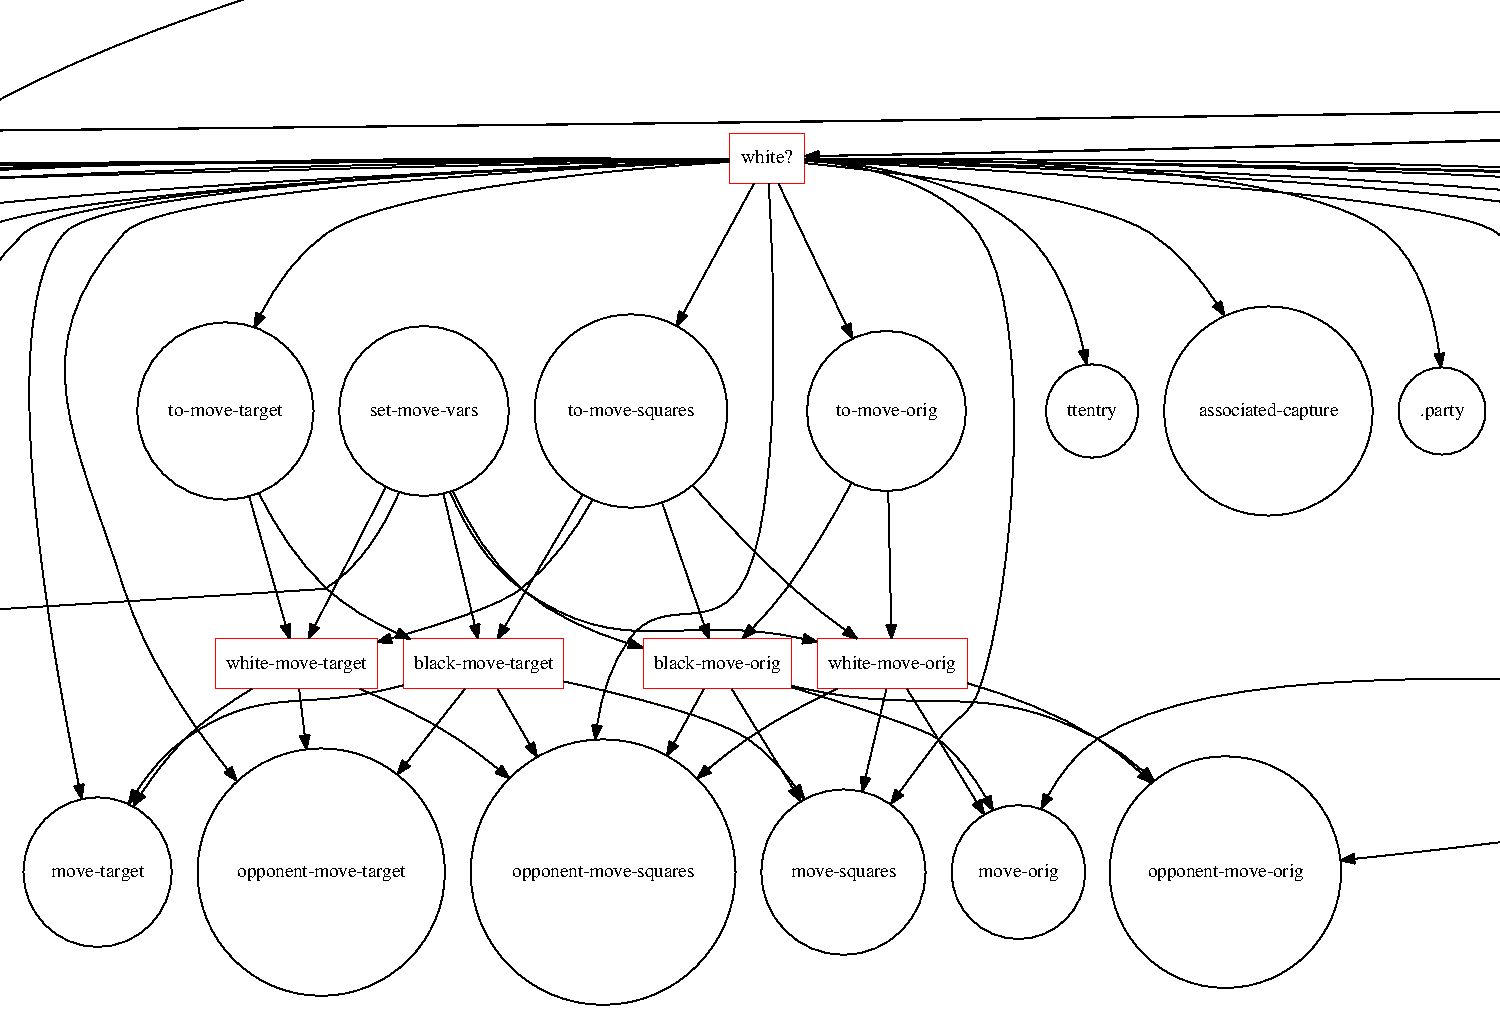 white?
to-move-target
set-move-vars
to-move-squares
to-move-orig
ttentry
associated-capture
.party
white-move-target
black-move-target
black-move-orig
white-move-orig
move-target
opponent-move-target
opponent-move-squares
move-squares
move-orig
opponent-move-orig